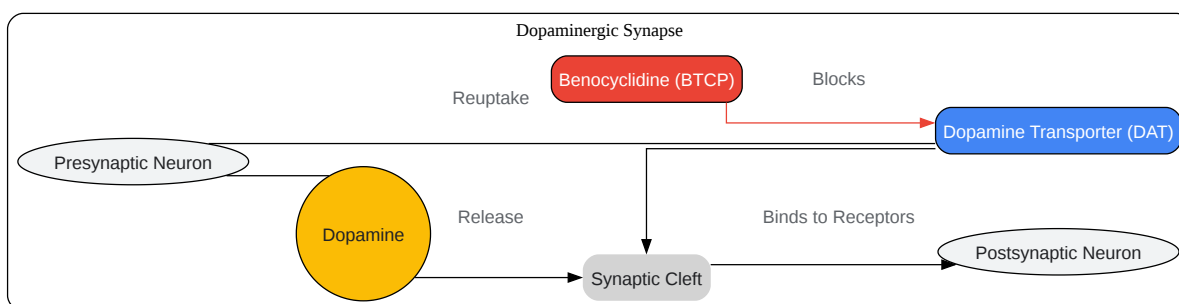 Dopaminergic Synapse
Benocyclidine (BTCP)
Blocks
Reuptake
Dopamine Transporter (DAT)
Presynaptic Neuron
Release
Binds to Receptors
Dopamine
Postsynaptic Neuron
Synaptic Cleft